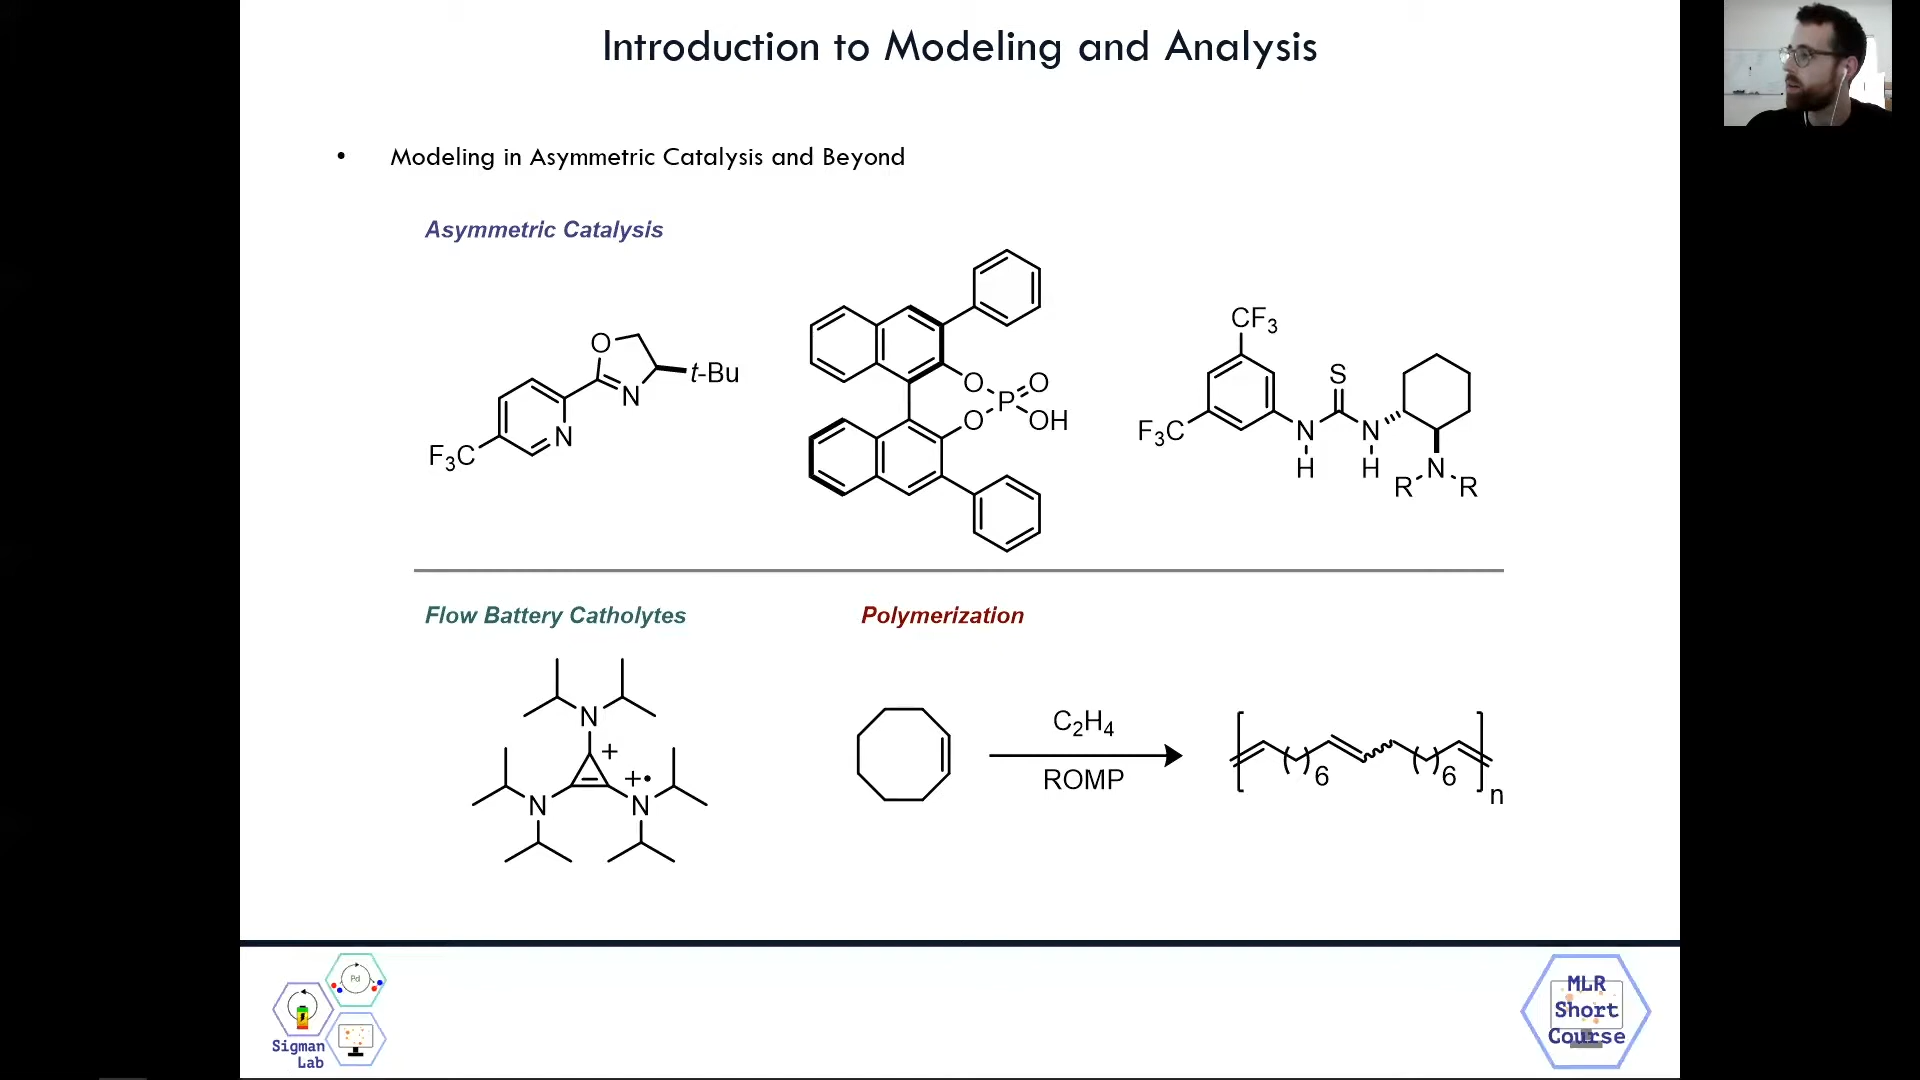 Introduction to Modeling and Analysis
• Modeling in Asymmetric Catalysis and Beyond
Asymmetric Catalysis
O
N
t-Bu
N
F₃C
O
O
P
O
OH
CF₃
F₃C
S
N
H
N
H
N
R
R
Flow Battery Catholytes
Polymerization
N
+
+•
N
N
C₂H₄
ROMP
6
6
n
Sigman
Lab
Pd
MLR
Short
Course